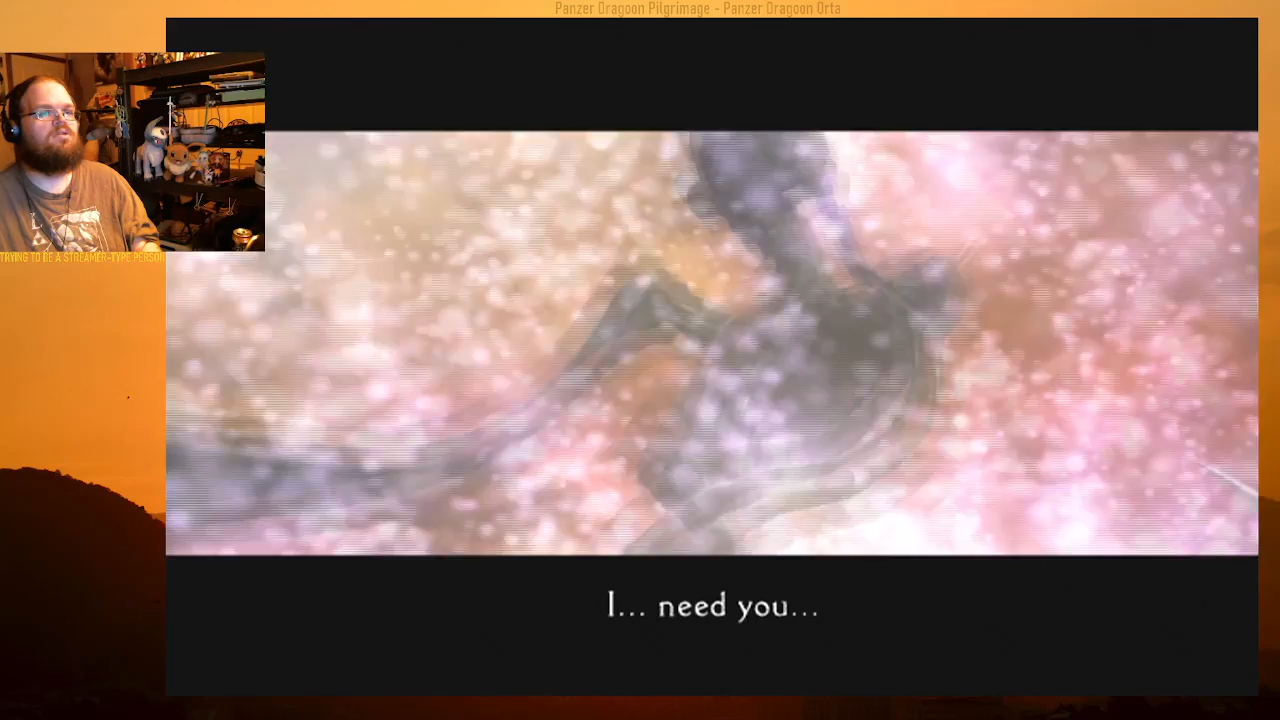 Panzer Dragoon Pilgrimage - Panzer Dragoon Orta
TRYING TO BE A STREAMER-TYPE PERSON
I... need you...